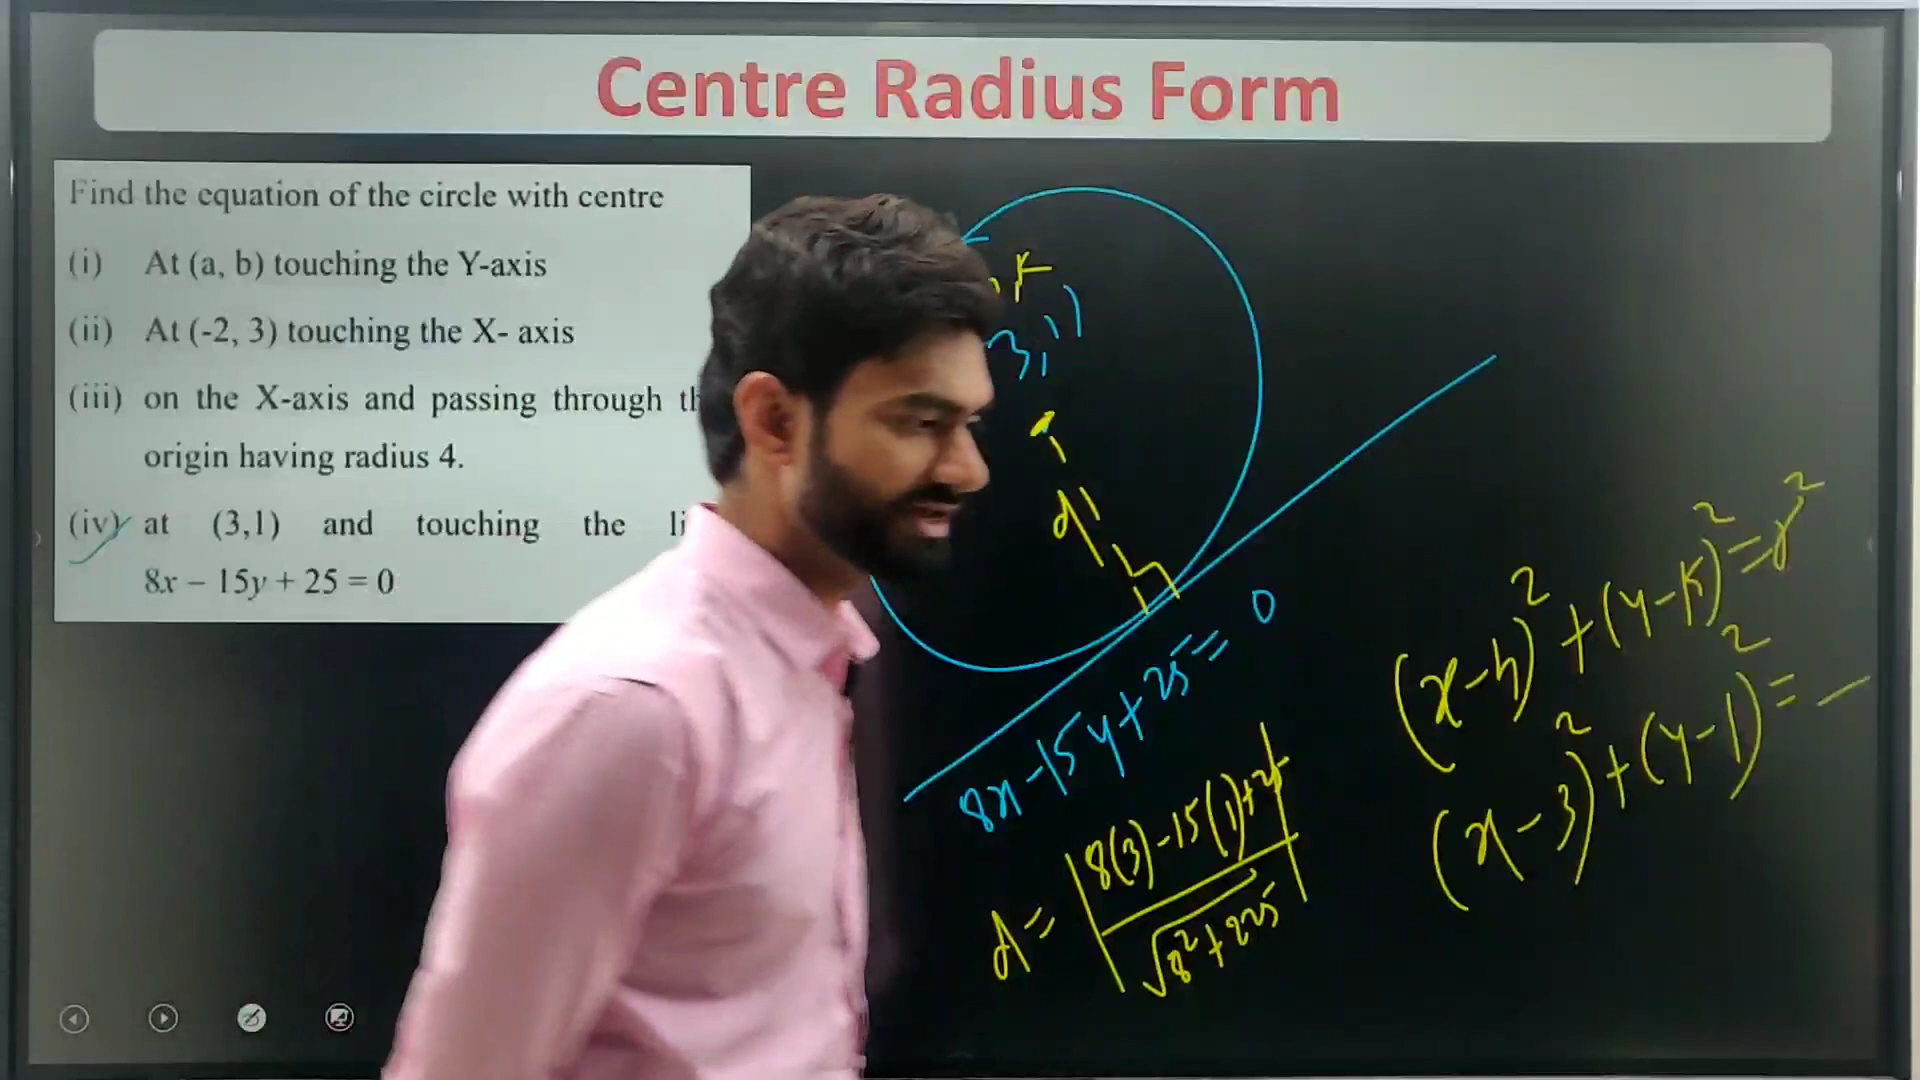 Centre Radius Form
Find the equation of the circle with centre
(i) At (a, b) touching the Y-axis
(ii) At (-2, 3) touching the X- axis
(iii) on the X-axis and passing through
origin having radius 4.
(iv) at (3,1) and touching the
8x – 15y + 25 = 0
, k
3, 1)
d
8x - 15y + 25 = 0
d = |8(3) - 15(1) + 25|
√8² + 225
(x - h)² + (y - k)² = r²
(x - 3)² + (y - 1)² =